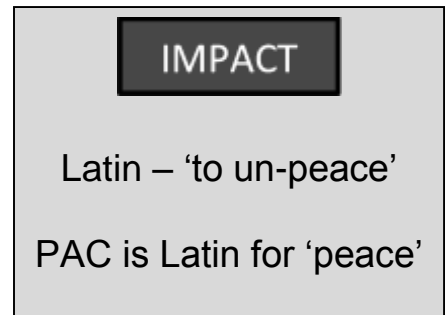 IMPACT
Latin – ‘to un-peace’
PAC is Latin for ‘peace’